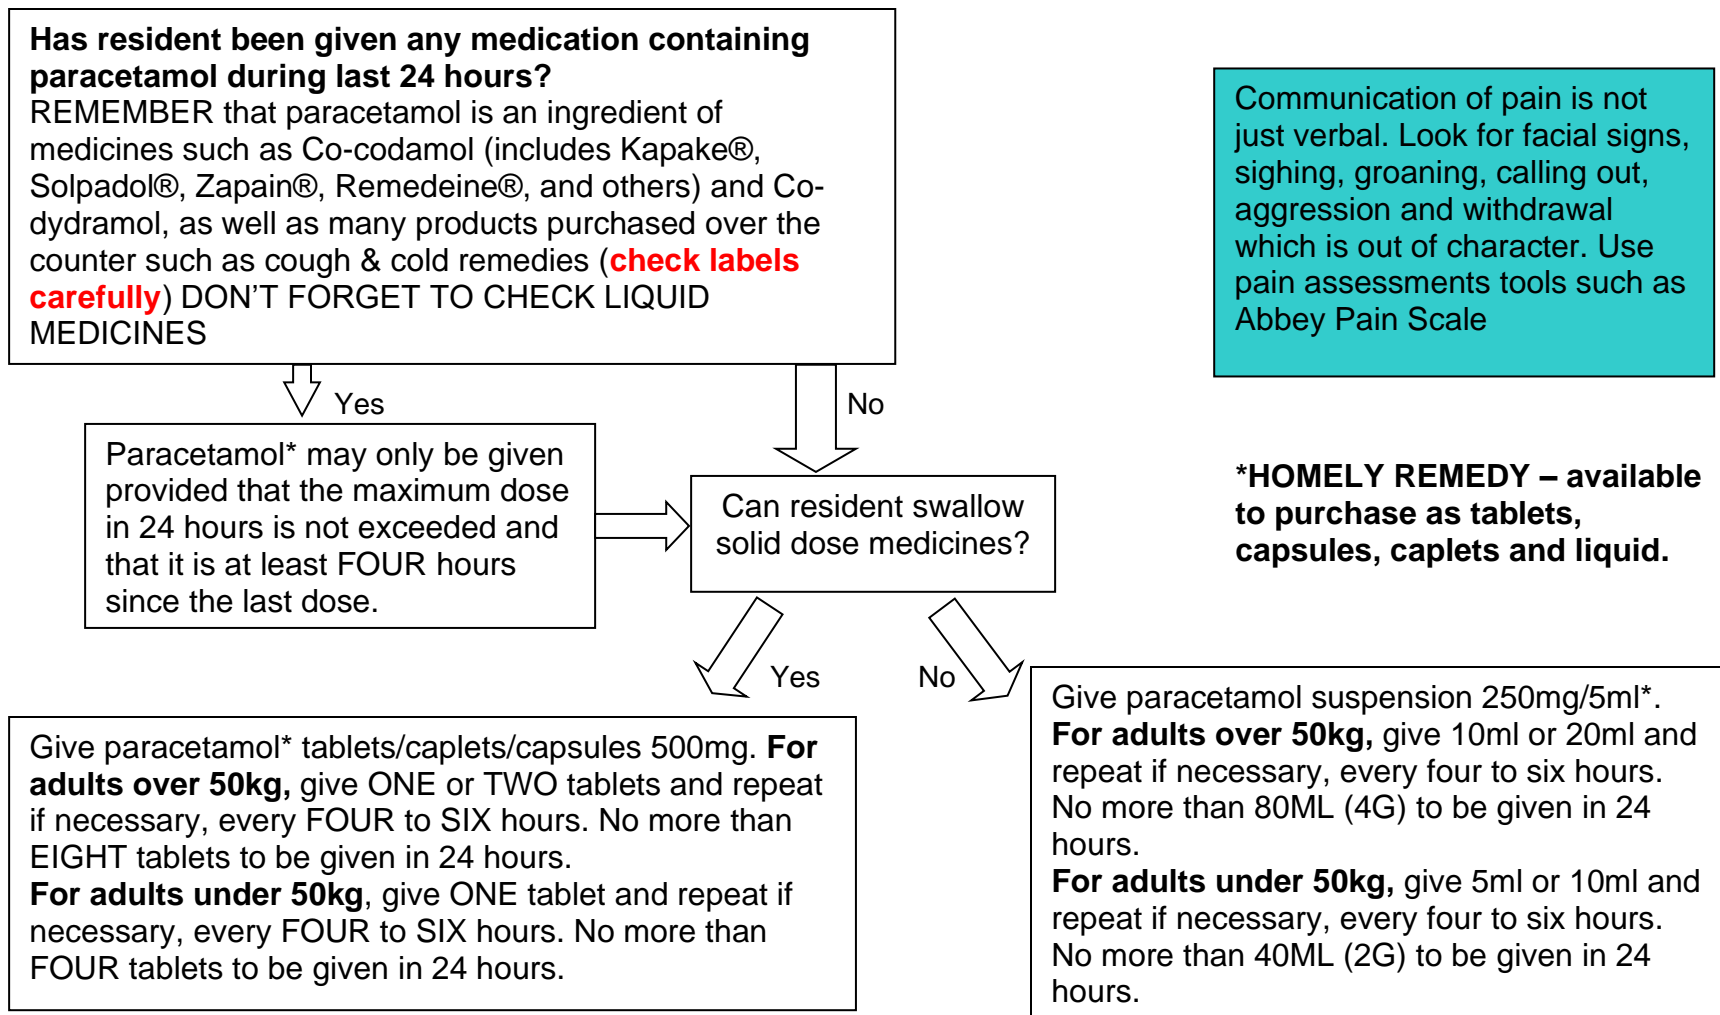 Has resident been given any medication containing
paracetamol during last 24 hours?
REMEMBER that paracetamol is an ingredient of
medicines such as Co-codamol (includes Kapake®,
Solpadol®, Zapain®, Remedeine®, and others) and Co-
dydramol, as well as many products purchased over the
counter such as cough & cold remedies (check labels
carefully) DON'T FORGET TO CHECK LIQUID
MEDICINES
Communication of pain is not
just verbal. Look for facial signs,
sighing, groaning, calling out,
aggression and withdrawal
which is out of character. Use
pain assessments tools such as
Abbey Pain Scale
Yes
No
Paracetamol* may only be given
provided that the maximum dose
in 24 hours is not exceeded and
that it is at least FOUR hours
since the last dose.
Can resident swallow
solid dose medicines?
*HOMELY REMEDY – available
to purchase as tablets,
capsules, caplets and liquid.
Yes
No
Give paracetamol* tablets/caplets/capsules 500mg. For
adults over 50kg, give ONE or TWO tablets and repeat
if necessary, every FOUR to SIX hours. No more than
EIGHT tablets to be given in 24 hours.
For adults under 50kg, give ONE tablet and repeat if
necessary, every FOUR to SIX hours. No more than
FOUR tablets to be given in 24 hours.
Give paracetamol suspension 250mg/5ml*.
For adults over 50kg, give 10ml or 20ml and
repeat if necessary, every four to six hours.
No more than 80ML (4G) to be given in 24
hours.
For adults under 50kg, give 5ml or 10ml and
repeat if necessary, every four to six hours.
No more than 40ML (2G) to be given in 24
hours.